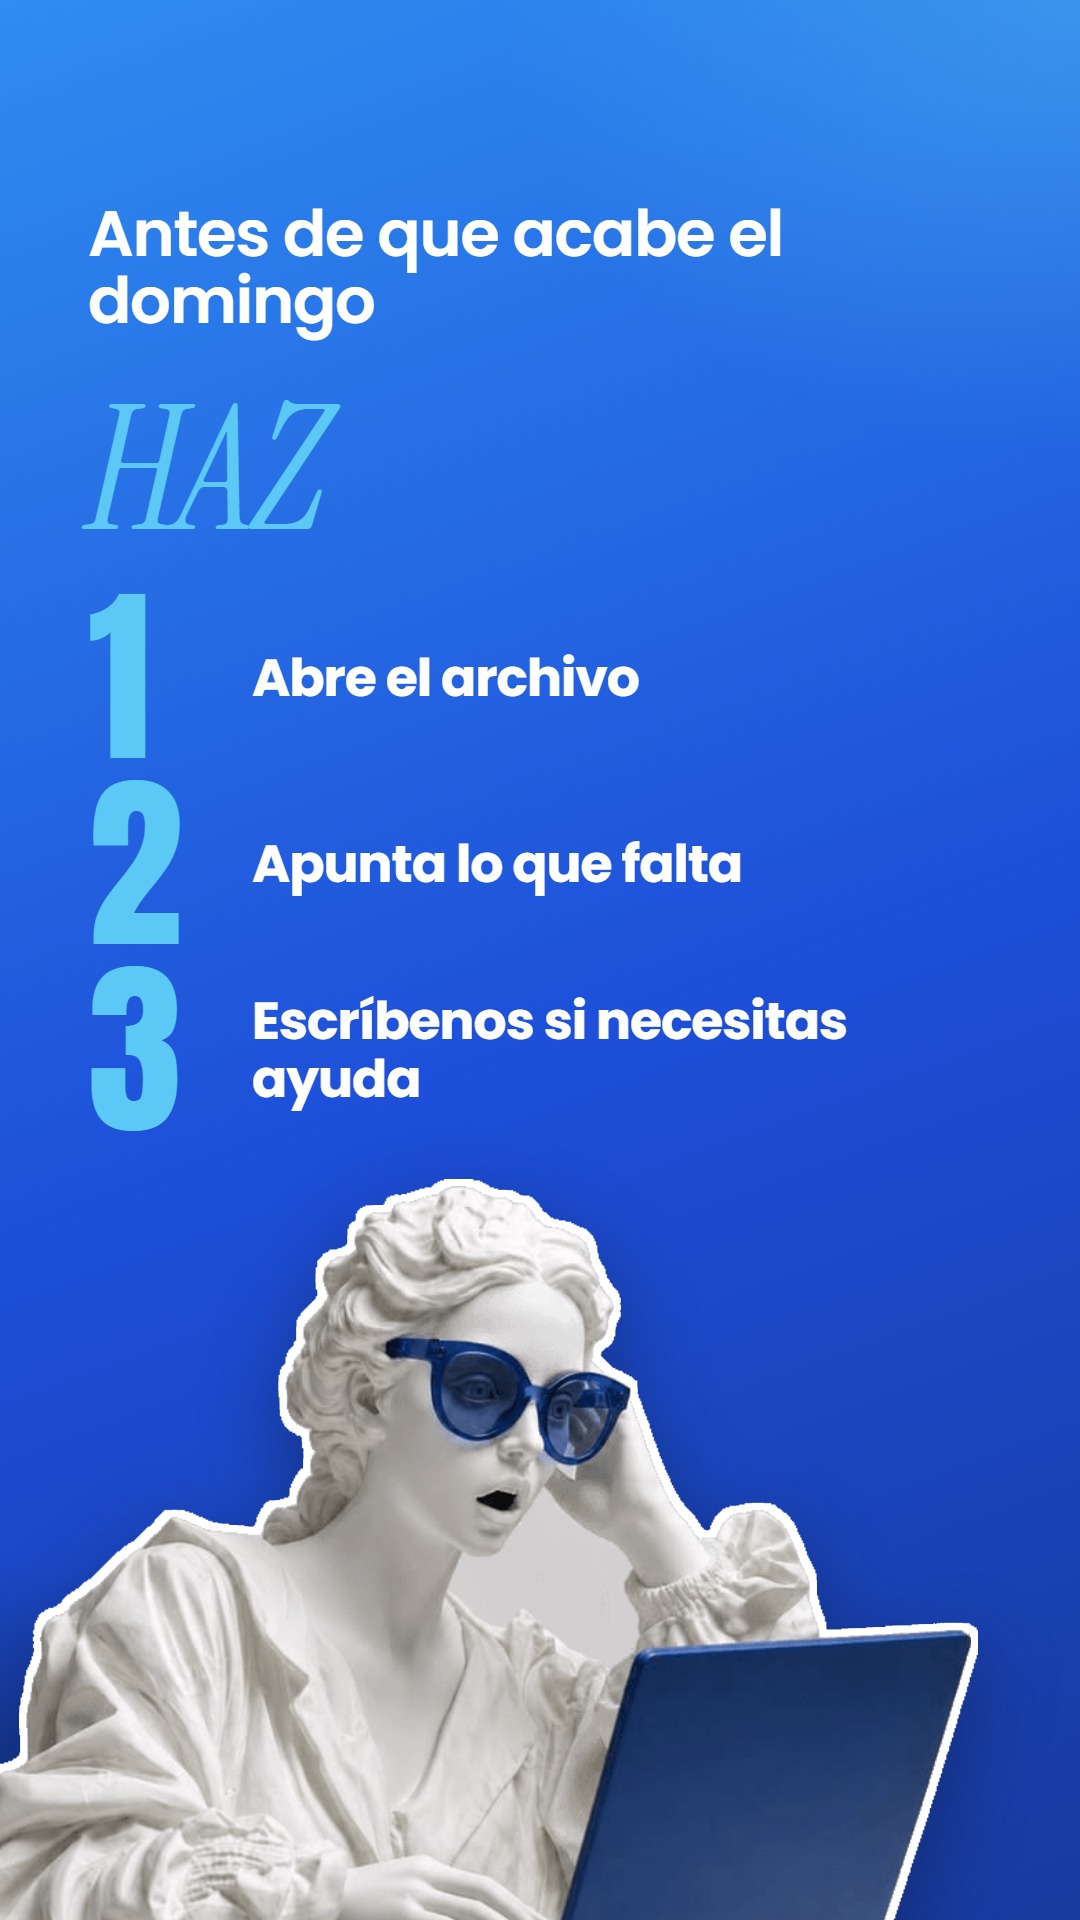 Antes de que acabe el
domingo
HAZ
1
Abre el archivo
2
Apunta lo que falta
3
Escríbenos si necesitas
ayuda